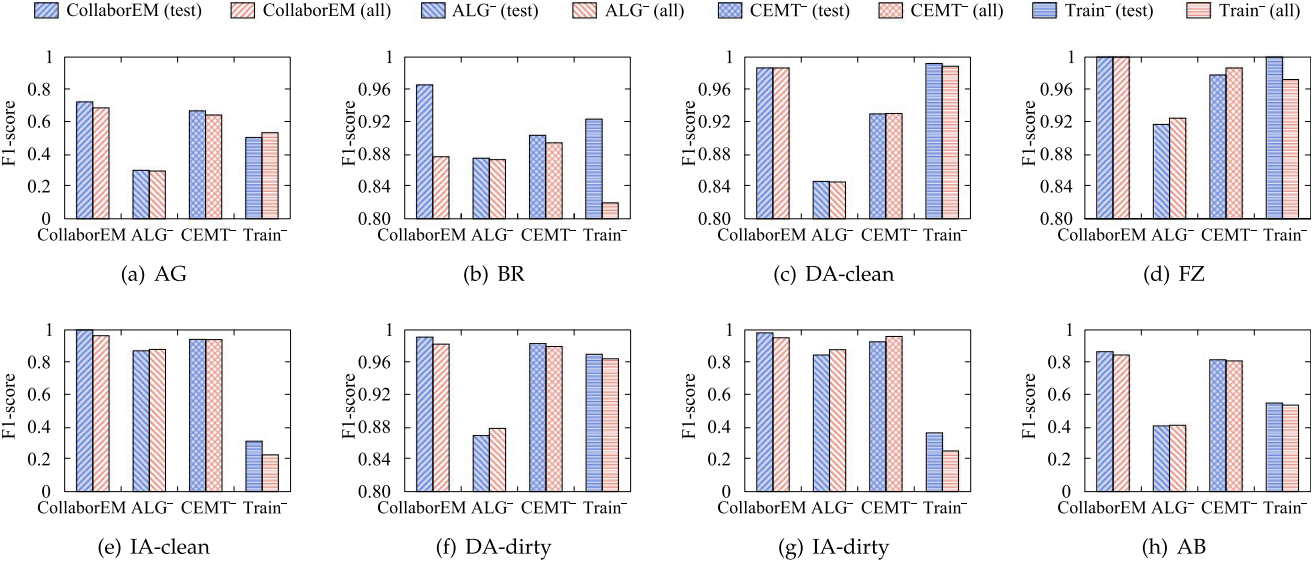 CollaborEM (test) CollaborEM (all) ALG⁻ (test) ALG⁻ (all) CEMT⁻ (test) CEMT⁻ (all) Train⁻ (test) Train⁻ (all)
F1-score
1
0.8
0.6
0.4
0.2
0
CollaborEM ALG⁻ CEMT⁻ Train⁻
(a) AG
F1-score
0.96
0.92
0.88
0.84
0.80
CollaborEM ALG⁻ CEMT⁻ Train⁻
(b) BR
F1-score
1
0.96
0.92
0.88
0.84
0.80
CollaborEM ALG⁻ CEMT⁻ Train⁻
(c) DA-clean
F1-score
1
0.96
0.92
0.88
0.84
0.80
CollaborEM ALG⁻ CEMT⁻ Train⁻
(d) FZ
F1-score
1
0.8
0.6
0.4
0.2
0
CollaborEM ALG⁻ CEMT⁻ Train⁻
(e) IA-clean
F1-score
1
0.96
0.92
0.88
0.84
0.80
CollaborEM ALG⁻ CEMT⁻ Train⁻
(f) DA-dirty
F1-score
1
0.8
0.6
0.4
0.2
0
CollaborEM ALG⁻ CEMT⁻ Train⁻
(g) IA-dirty
F1-score
1
0.8
0.6
0.4
0.2
0
CollaborEM ALG⁻ CEMT⁻ Train⁻
(h) AB